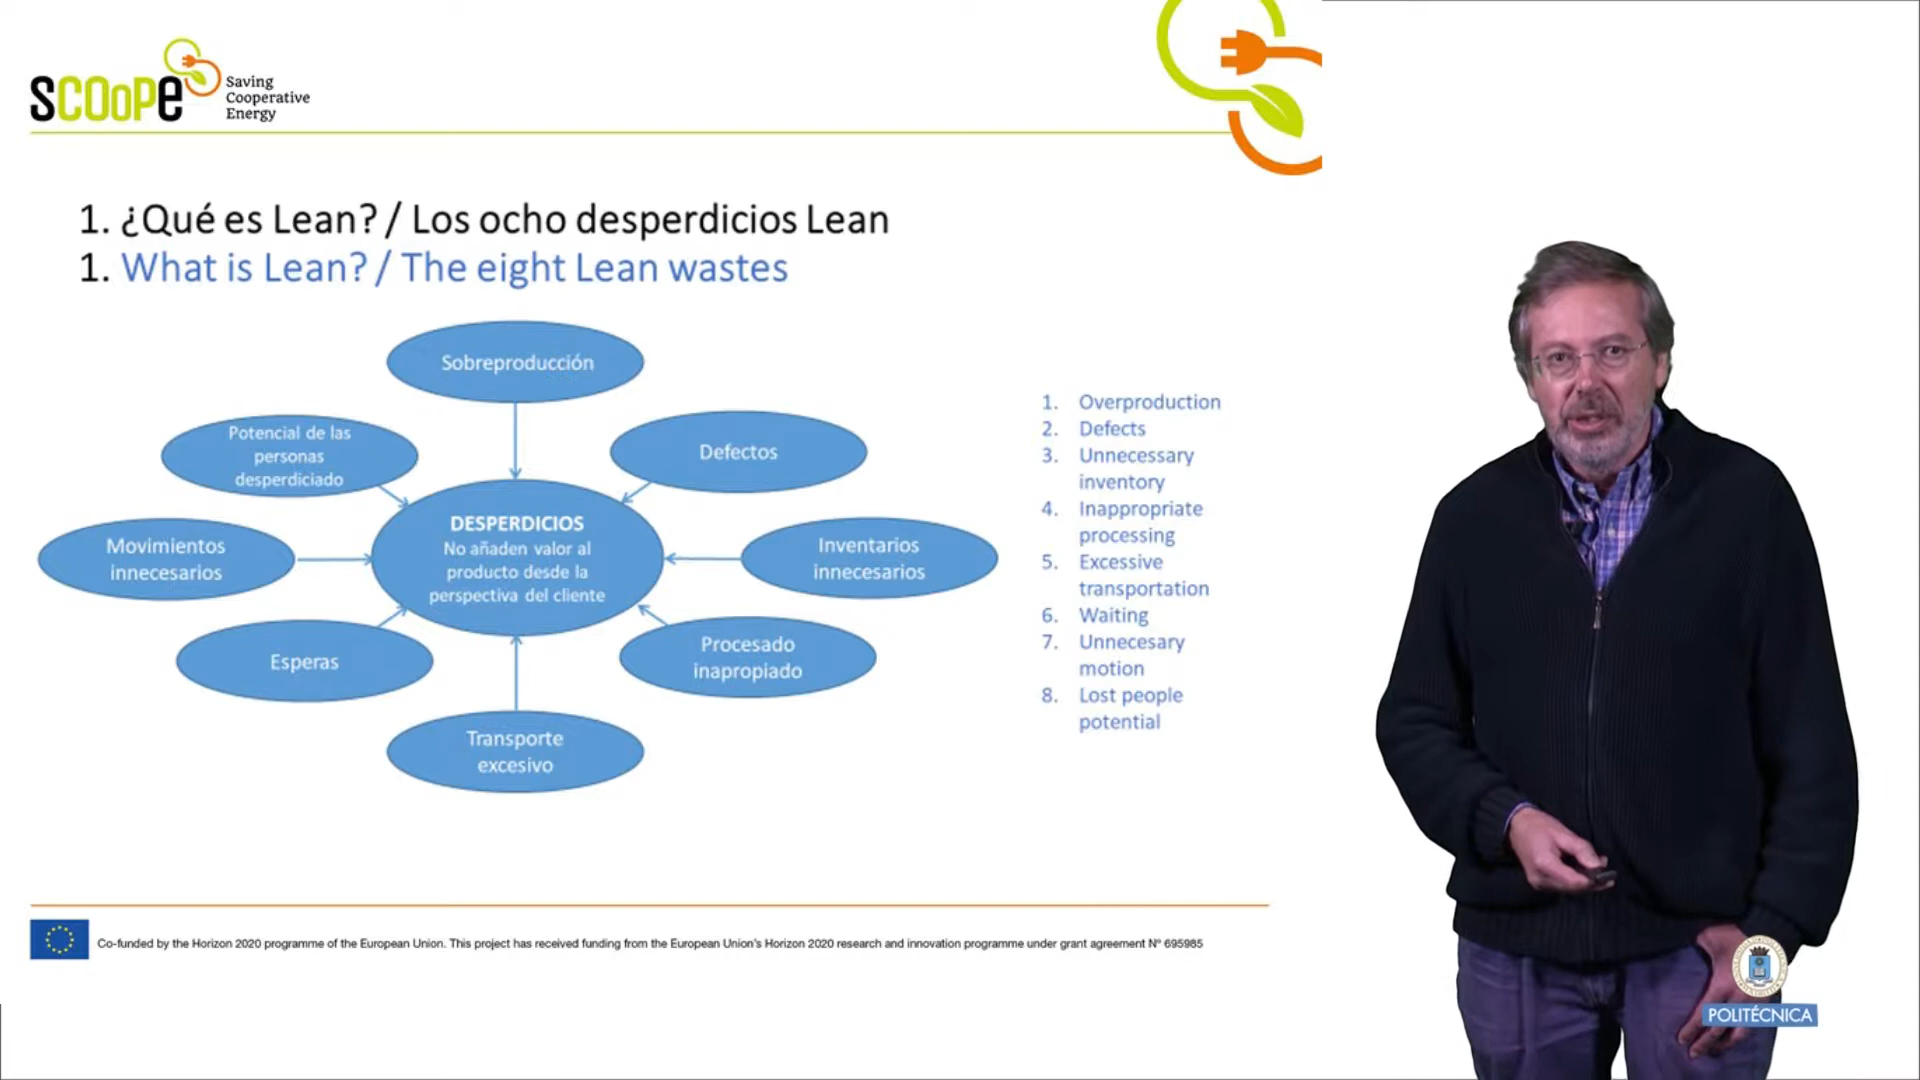 SCOoPE
Saving
Cooperative
Energy
1. ¿Qué es Lean? / Los ocho desperdicios Lean
1. What is Lean? / The eight Lean wastes
Sobreproducción
Potencial de las
personas
desperdiciado
Defectos
DESPERDICIOS
No añaden valor al
producto desde la
perspectiva del cliente
Movimientos
innecesarios
Inventarios
innecesarios
Esperas
Procesado
inapropiado
Transporte
excesivo
1. Overproduction
2. Defects
3. Unnecessary
inventory
4. Inappropriate
processing
5. Excessive
transportation
6. Waiting
7. Unnecesary
motion
8. Lost people
potential
Co-funded by the Horizon 2020 programme of the European Union. This project has received funding from the European Union's Horizon 2020 research and innovation programme under grant agreement Nº 695985
POLITÉCNICA